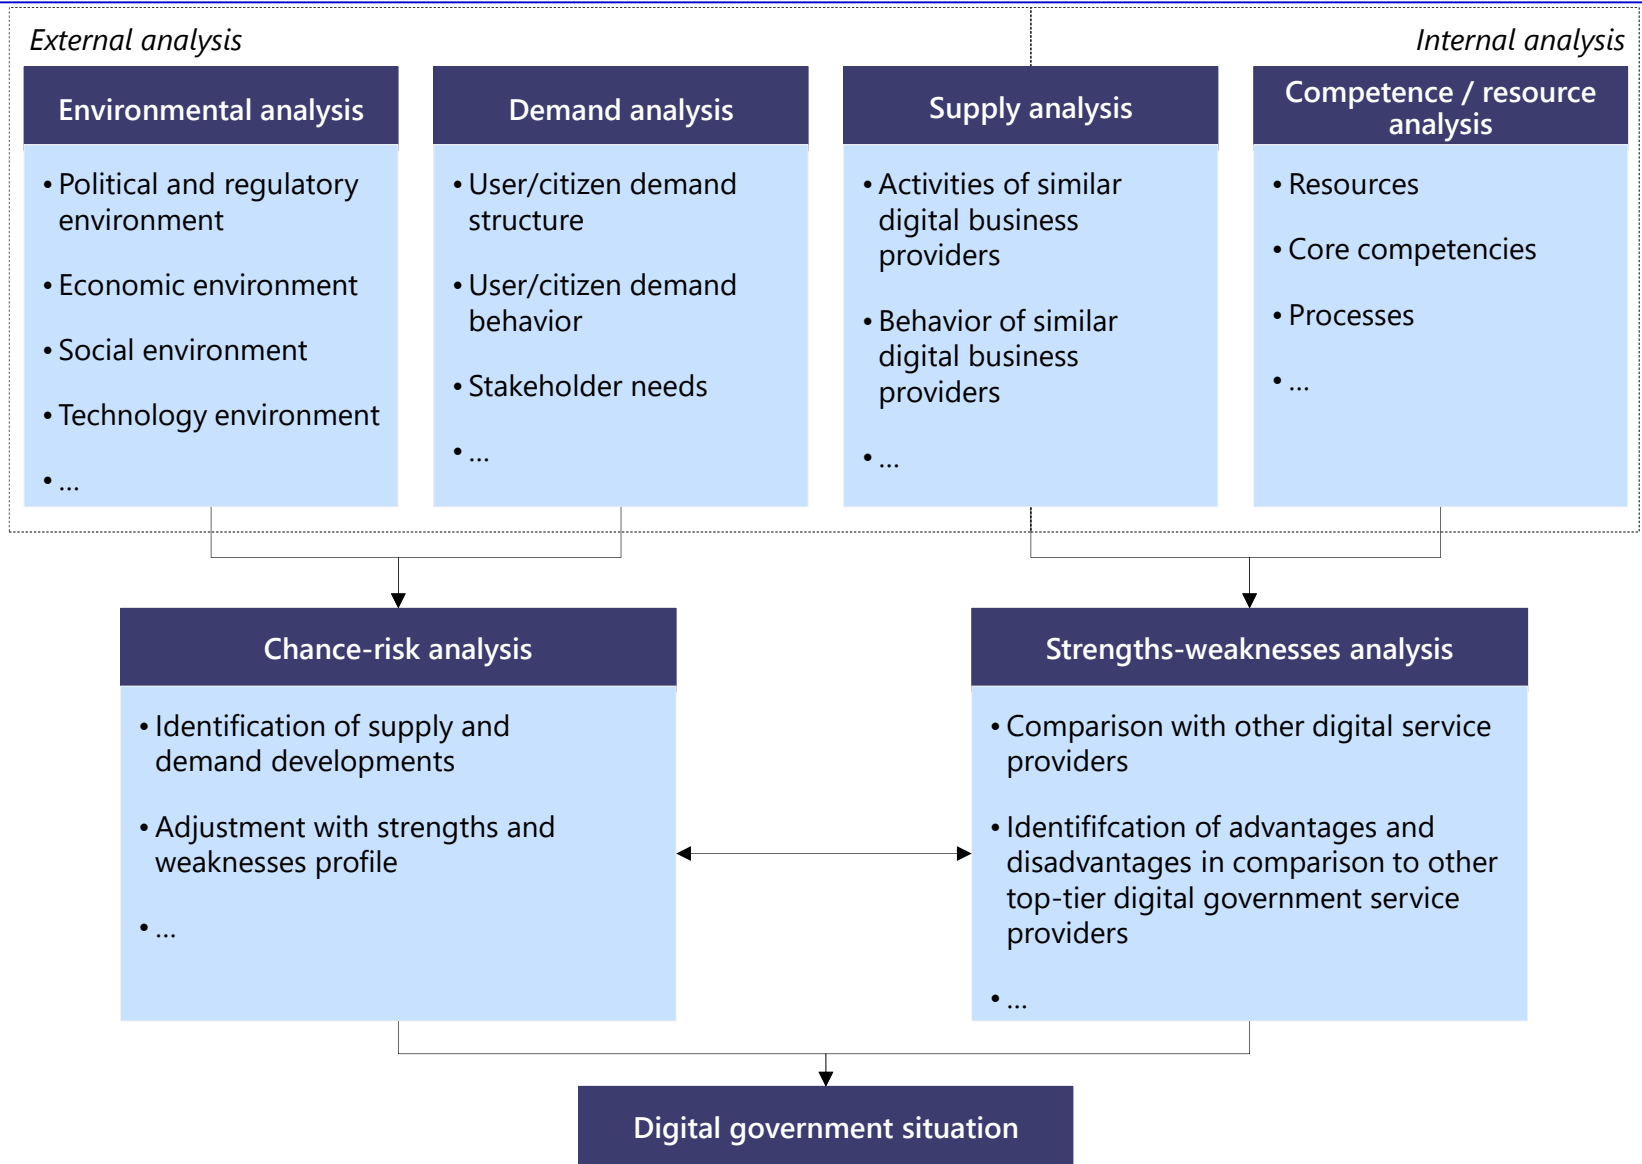 External analysis
Internal analysis
Environmental analysis
• Political and regulatory
environment
• Economic environment
• Social environment
• Technology environment
• ...
Demand analysis
• User/citizen demand
structure
• User/citizen demand
behavior
• Stakeholder needs
• ...
Supply analysis
• Activities of similar
digital business
providers
• Behavior of similar
digital business
providers
• ...
Competence / resource
analysis
• Resources
• Core competencies
• Processes
• ...
Chance-risk analysis
• Identification of supply and
demand developments
• Adjustment with strengths and
weaknesses profile
• ...
Strengths-weaknesses analysis
• Comparison with other digital service
providers
• Identififcation of advantages and
disadvantages in comparison to other
top-tier digital government service
providers
• ...
Digital government situation